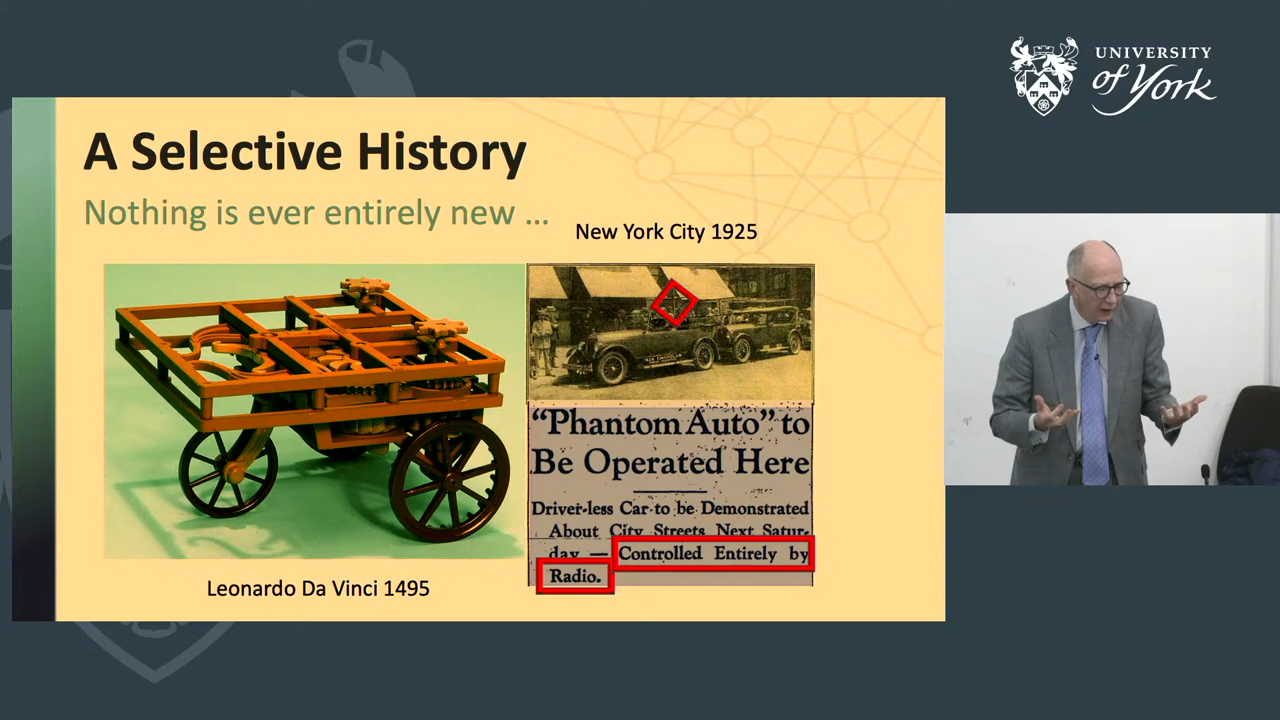 UNIVERSITY
of York
A Selective History
Nothing is ever entirely new ...
New York City 1925
“Phantom Auto” to
Be Operated Here
Driver-less Car to be Demonstrated
About City Streets Next Satur-
day — Controlled Entirely by
Radio.
Leonardo Da Vinci 1495